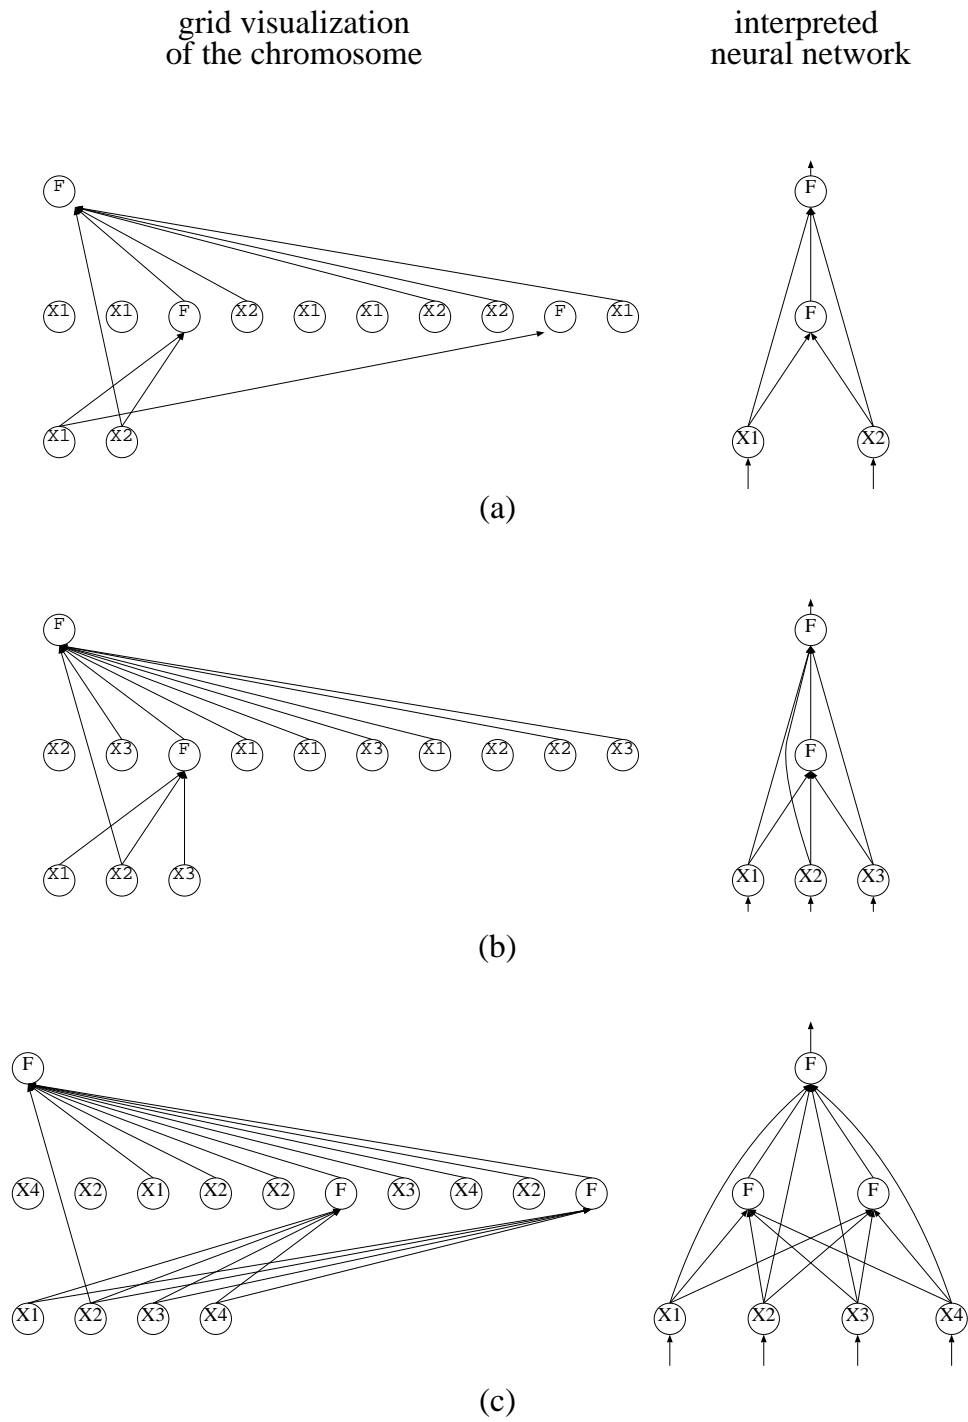 grid visualization
of the chromosome
interpreted
neural network
F
X1 X1 F X2 X1 X1 X2 X2 F X1
X1 X2
F
F
X1 X2
(a)
F
X2 X3 F X1 X1 X3 X1 X2 X2 X3
X1 X2 X3
F
F
X1 X2 X3
(b)
F
X4 X2 X1 X2 X2 F X3 X4 X2 F
X1 X2 X3 X4
F
F F
X1 X2 X3 X4
(c)